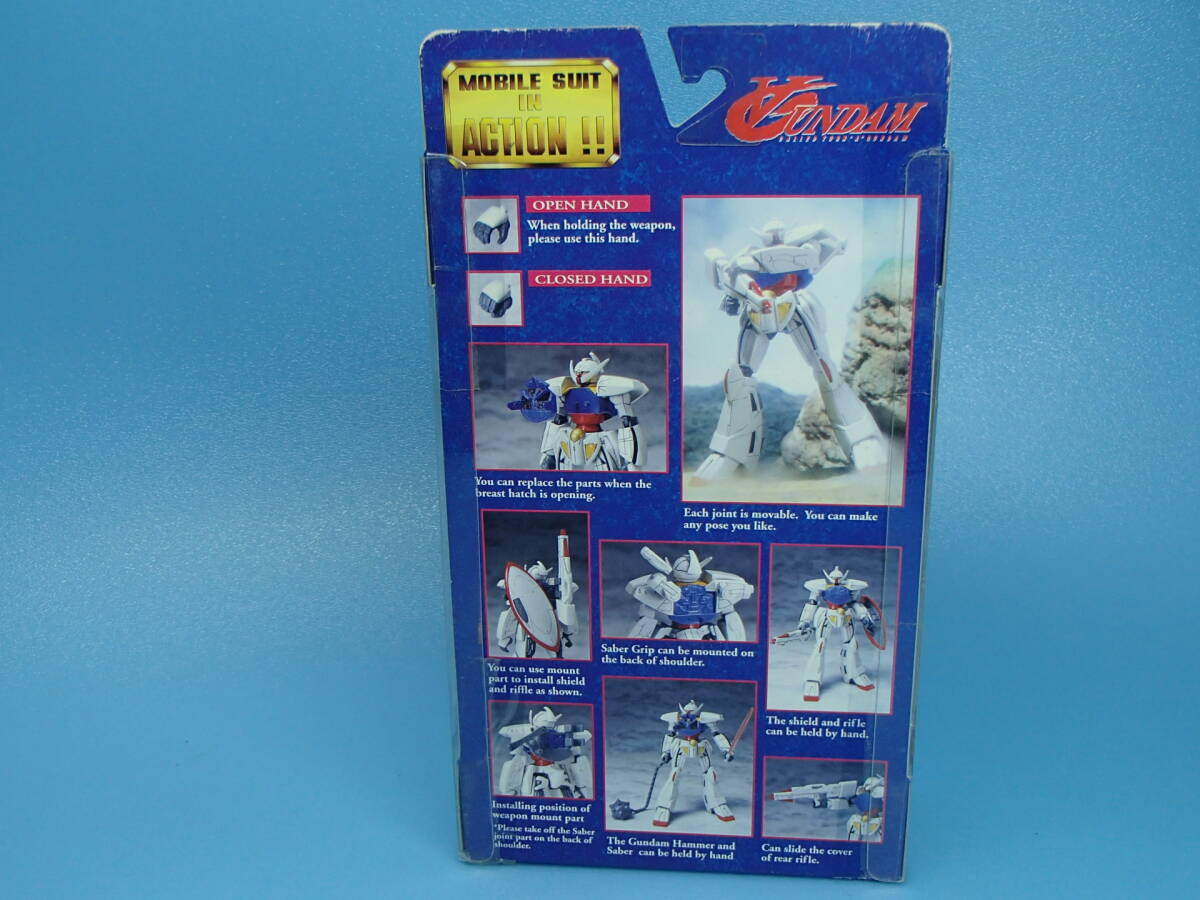 MOBILE SUIT
IN
ACTION !!
GUNDAM
CALLED TURN "A" GUNDAM
OPEN HAND
When holding the weapon,
please use this hand.
CLOSED HAND
You can replace the parts when the
breast hatch is opening.
Each joint is movable. You can make
any pose you like.
You can use mount
part to install shield
and riffle as shown.
Saber Grip can be mounted on
the back of shoulder.
The shield and rifle
can be held by hand.
Installing position of
weapon mount part
*Please take off the Saber
joint part on the back of
shoulder.
The Gundam Hammer and
Saber can be held by hand
Can slide the cover
of rear rifle.